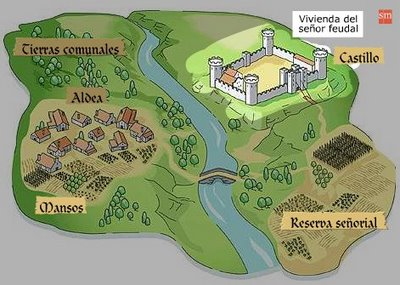 Vivienda del
señor feudal
sm
Tierras comunales
Castillo
Aldea
Mansos
Reserva señorial